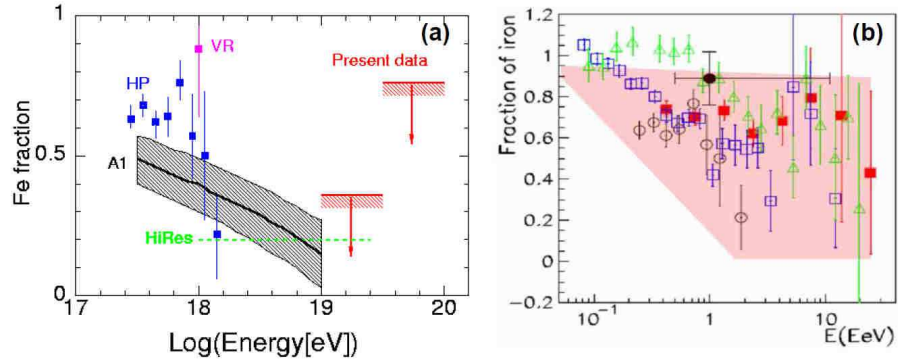 1
(a)
VR
Present data
HP
Fe fraction
0.5
A1
HiRes
0
17
18
19
20
Log(Energy[eV])
(b)
Fraction of iron
1.2
1
0.8
0.6
0.4
0.2
0
-0.2
10⁻¹
1
10
E(EeV)